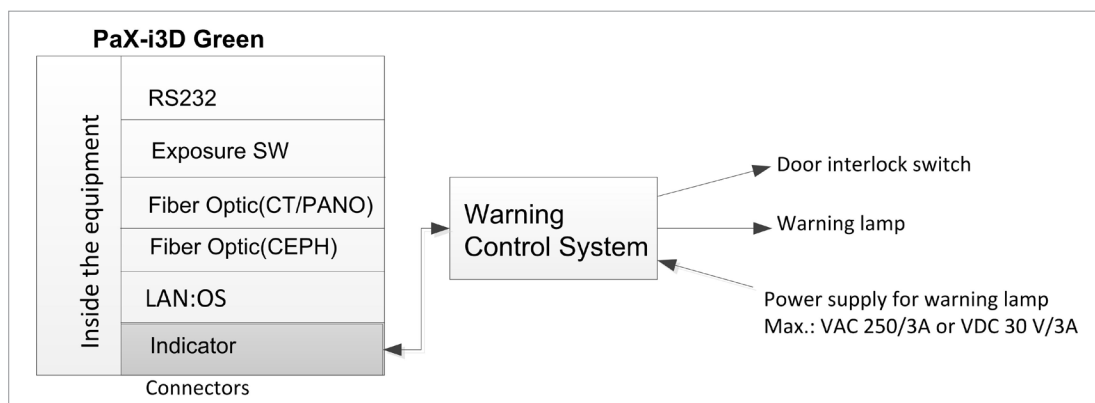 PaX-i3D Green
Inside the equipment
RS232
Exposure SW
Fiber Optic(CT/PANO)
Fiber Optic(CEPH)
LAN:OS
Indicator
Connectors
Warning
Control System
Door interlock switch
Warning lamp
Power supply for warning lamp
Max.: VAC 250/3A or VDC 30 V/3A